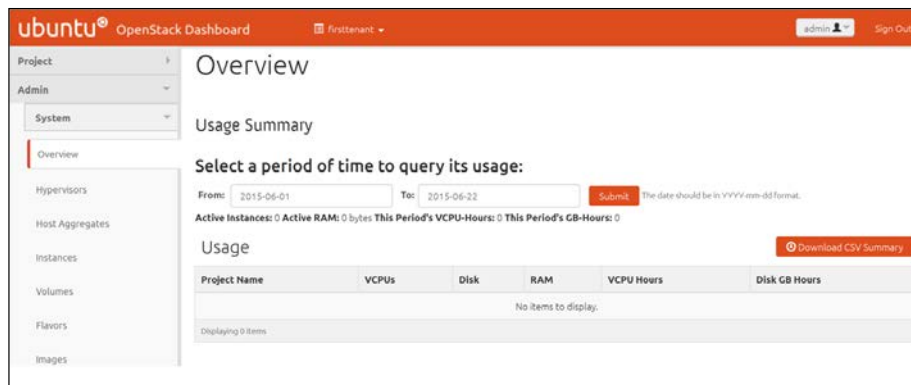 ubuntu® OpenStack Dashboard
firsttenant
admin
Sign Out
Project
Admin
System
Overview
Hypervisors
Host Aggregates
Instances
Volumes
Flavors
Images
Overview
Usage Summary
Select a period of time to query its usage:
From: 2015-06-01 To: 2015-06-22 Submit The date should be in YYYY-mm-dd format.
Active Instances: 0 Active RAM: 0 bytes This Period's VCPU-Hours: 0 This Period's GB-Hours: 0
Usage
Download CSV Summary
Project Name VCPUs Disk RAM VCPU Hours Disk GB Hours
No items to display.
Displaying 0 items